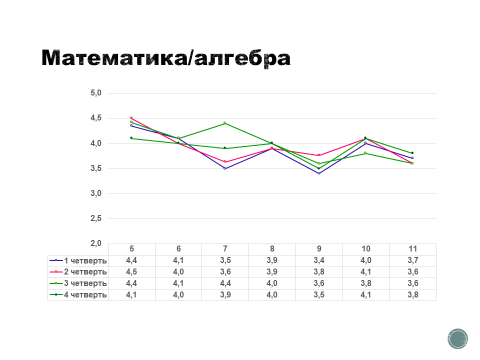 Математика/алгебра
5,0
4,5
4,0
3,5
3,0
2,5
2,0
5 6 7 8 9 10 11
1 четверть 4,4 4,1 3,5 3,9 3,4 4,0 3,7
2 четверть 4,5 4,0 3,6 3,9 3,8 4,1 3,6
3 четверть 4,4 4,1 4,4 4,0 3,6 3,8 3,6
4 четверть 4,1 4,0 3,9 4,0 3,5 4,1 3,8